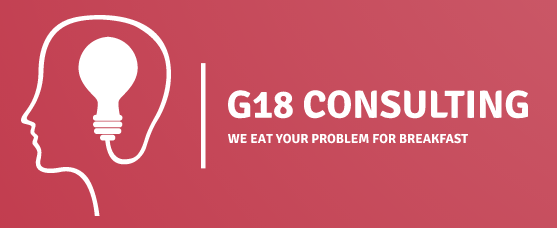 G18 CONSULTING
WE EAT YOUR PROBLEM FOR BREAKFAST